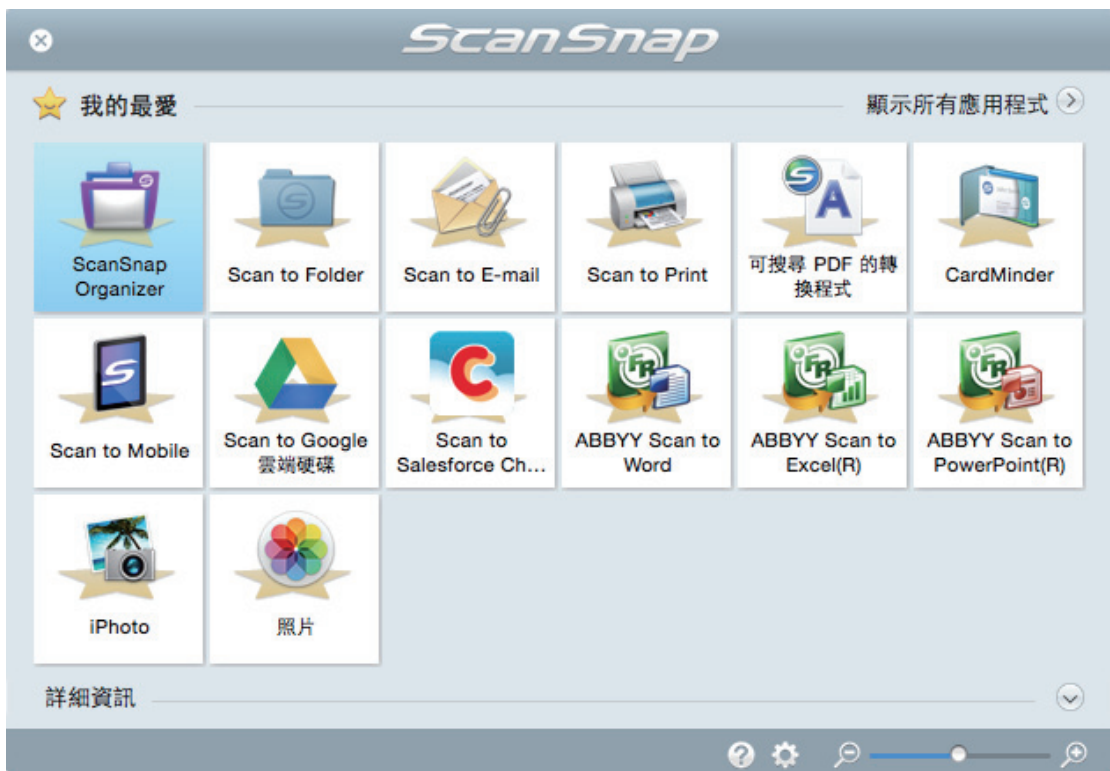 ScanSnap
我的最愛
顯示所有應用程式
ScanSnap
Organizer
Scan to Folder
Scan to E-mail
Scan to Print
可搜尋 PDF 的轉
換程式
CardMinder
Scan to Mobile
Scan to Google
雲端硬碟
Scan to
Salesforce Ch...
ABBYY Scan to
Word
ABBYY Scan to
Excel(R)
ABBYY Scan to
PowerPoint(R)
iPhoto
照片
詳細資訊